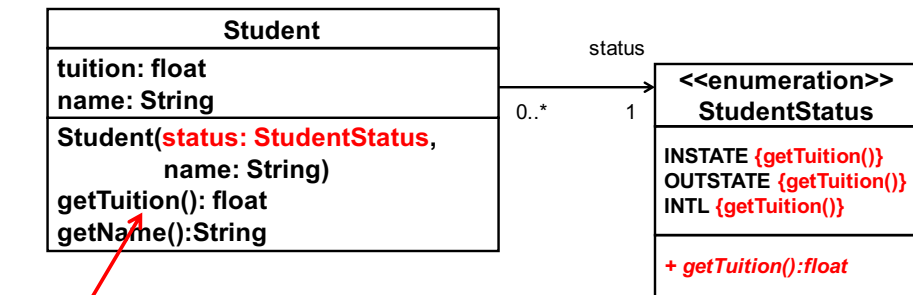 Student
tuition: float
name: String
Student(status: StudentStatus,
name: String)
getTuition(): float
getName():String
status
0..*
1
<<enumeration>>
StudentStatus
INSTATE {getTuition()}
OUTSTATE {getTuition()}
INTL {getTuition()}
+ getTuition():float